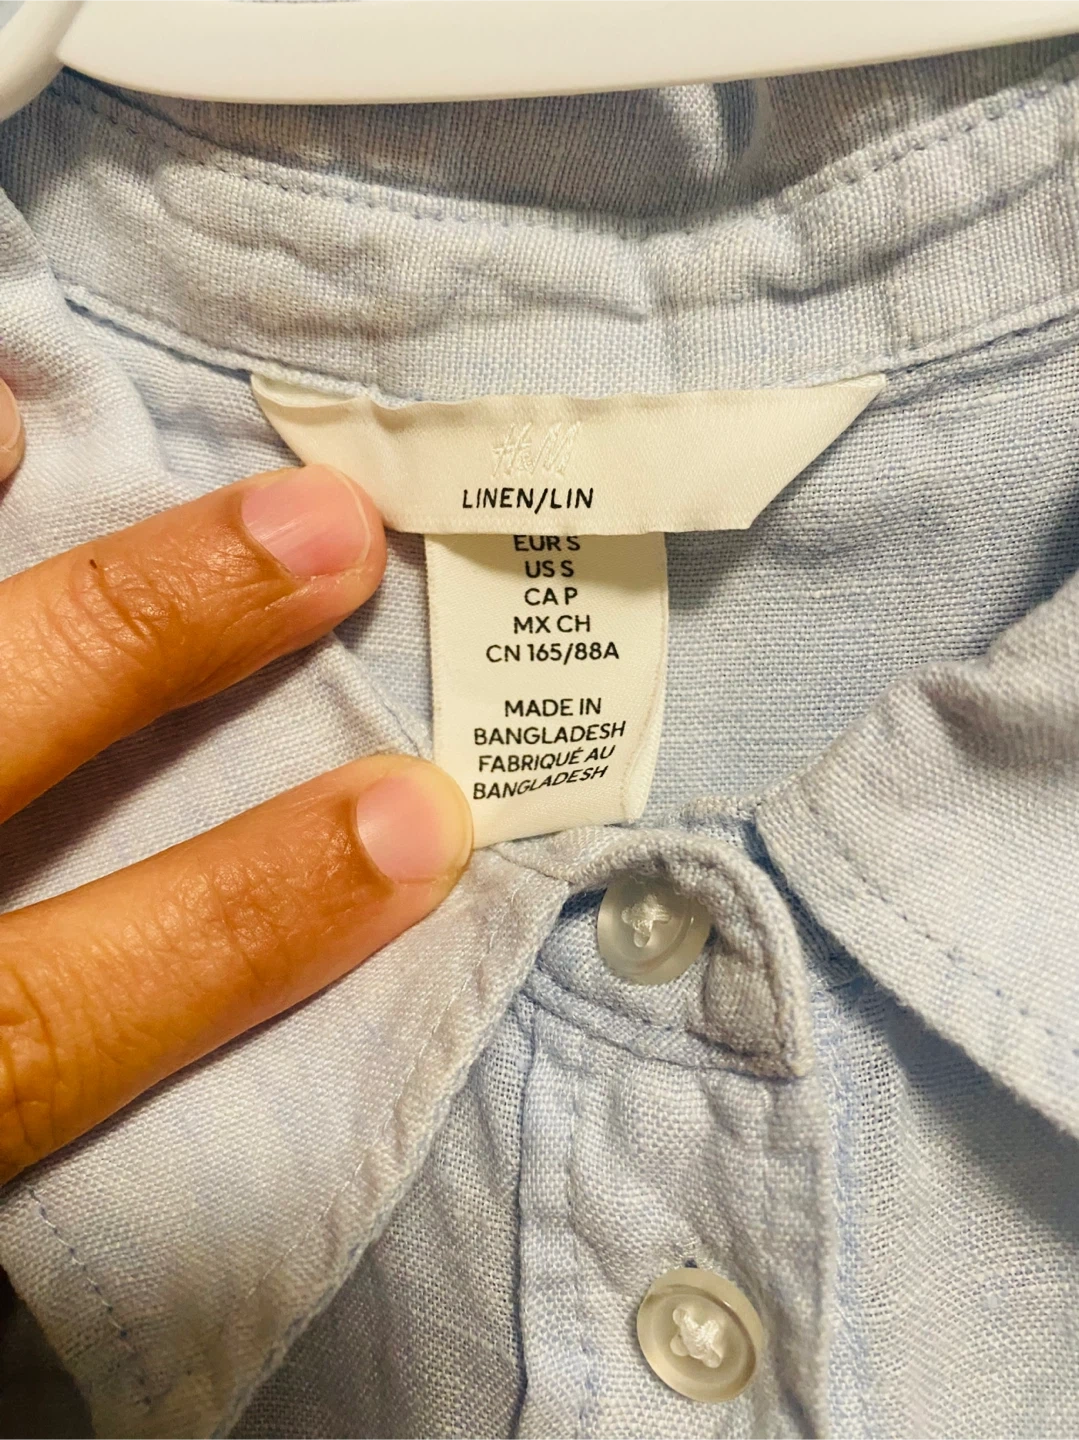 H&M
LINEN/LIN
EUR S
US S
CA P
MX CH
CN 165/88A
MADE IN
BANGLADESH
FABRIQUÉ AU
BANGLADESH